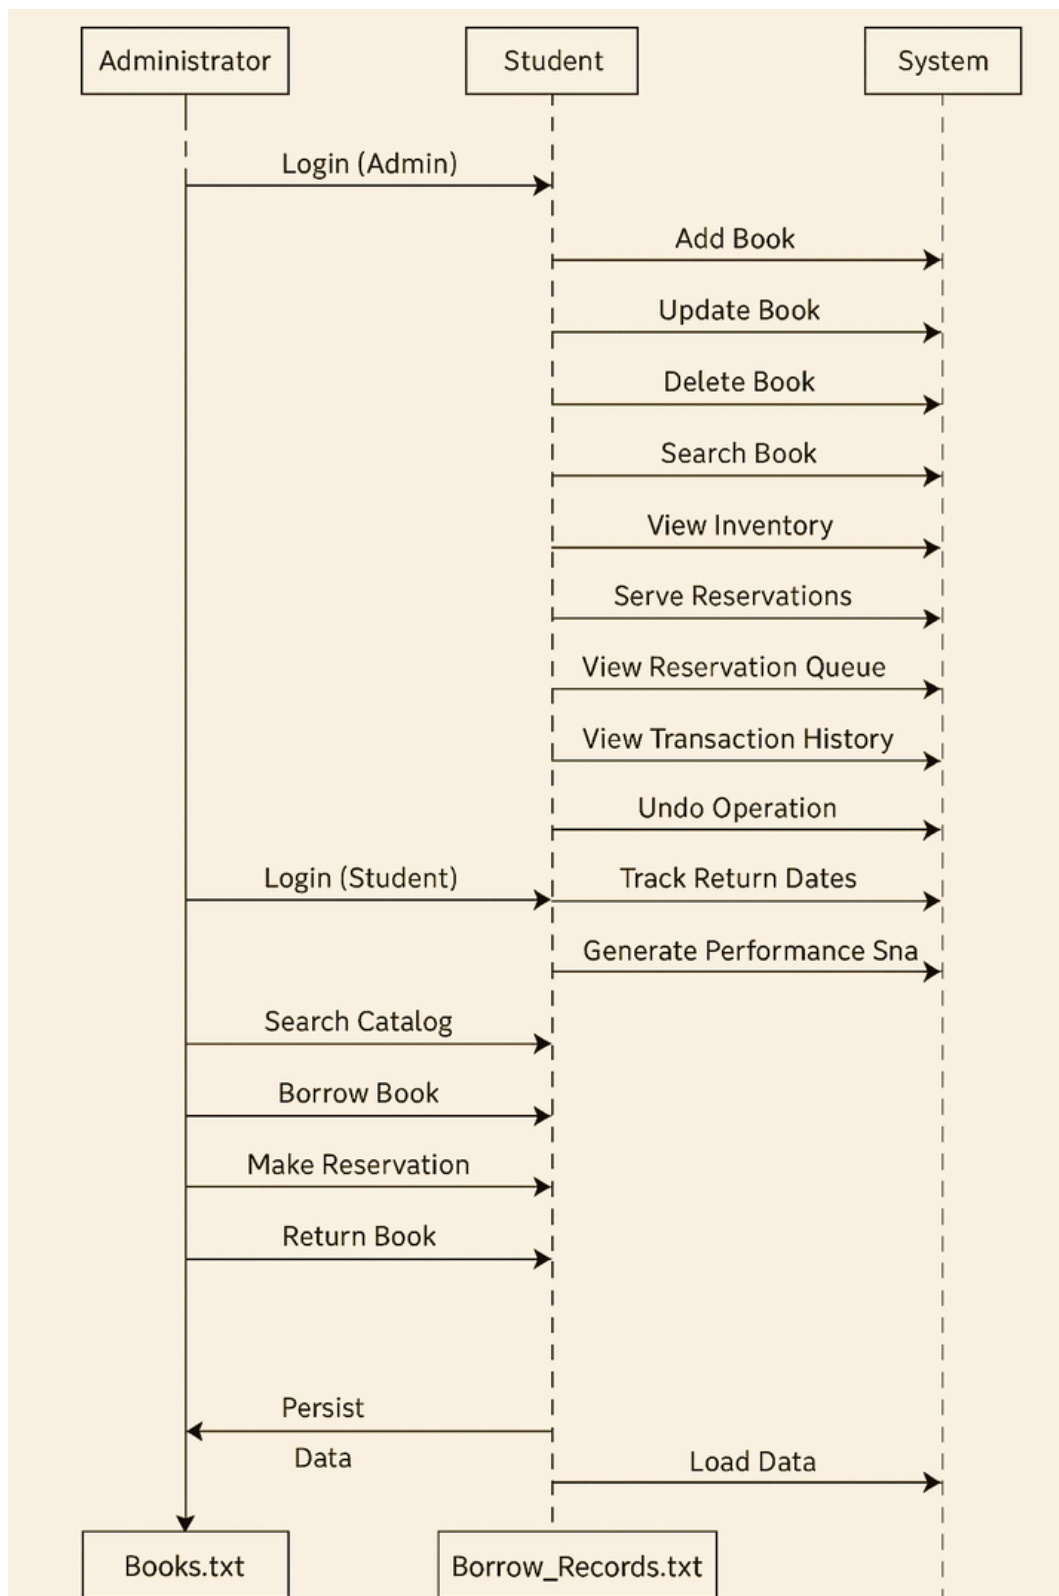 Administrator
Student
System
Login (Admin)
Add Book
Update Book
Delete Book
Search Book
View Inventory
Serve Reservations
View Reservation Queue
View Transaction History
Undo Operation
Login (Student)
Track Return Dates
Generate Performance Sna
Search Catalog
Borrow Book
Make Reservation
Return Book
Persist
Data
Load Data
Books.txt
Borrow_Records.txt